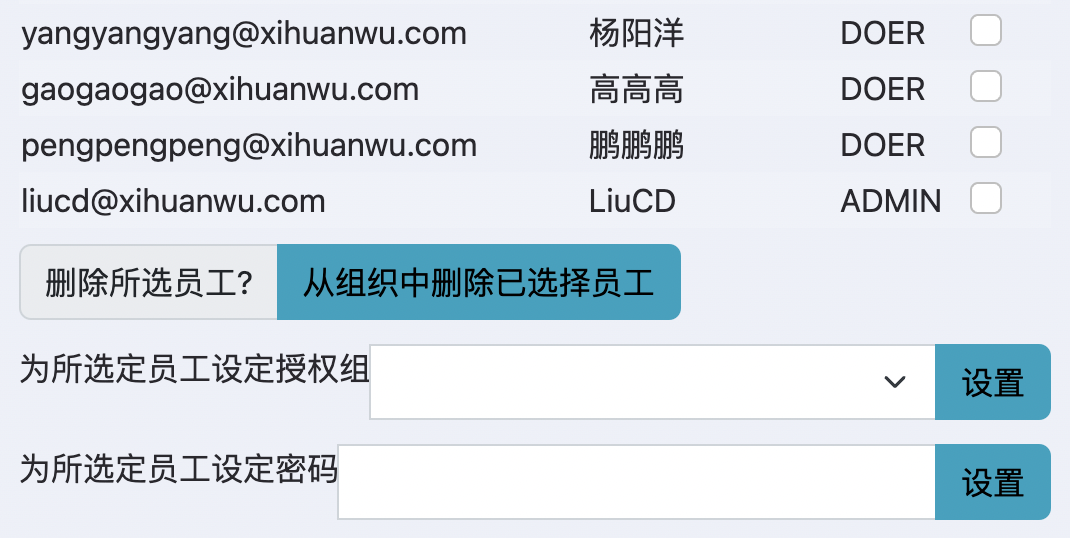 yangyangyang@xihuanwu.com 杨阳洋 DOER
gaogaogao@xihuanwu.com 高高高 DOER
pengpengpeng@xihuanwu.com 鹏鹏鹏 DOER
liucd@xihuanwu.com LiuCD ADMIN
删除所选员工? 从组织中删除已选择员工
为所选定员工设定授权组 设置
为所选定员工设定密码 设置